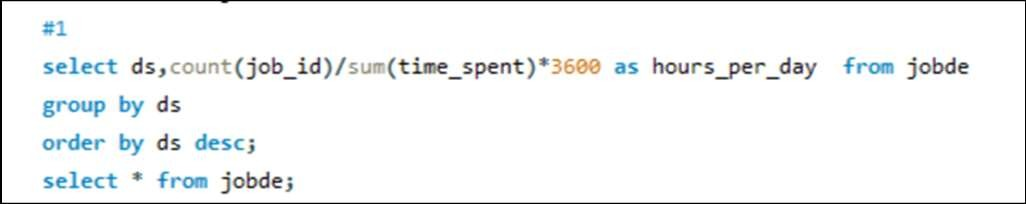 #1
select ds,count(job_id)/sum(time_spent)*3600 as hours_per_day  from jobde
group by ds
order by ds desc;
select * from jobde;